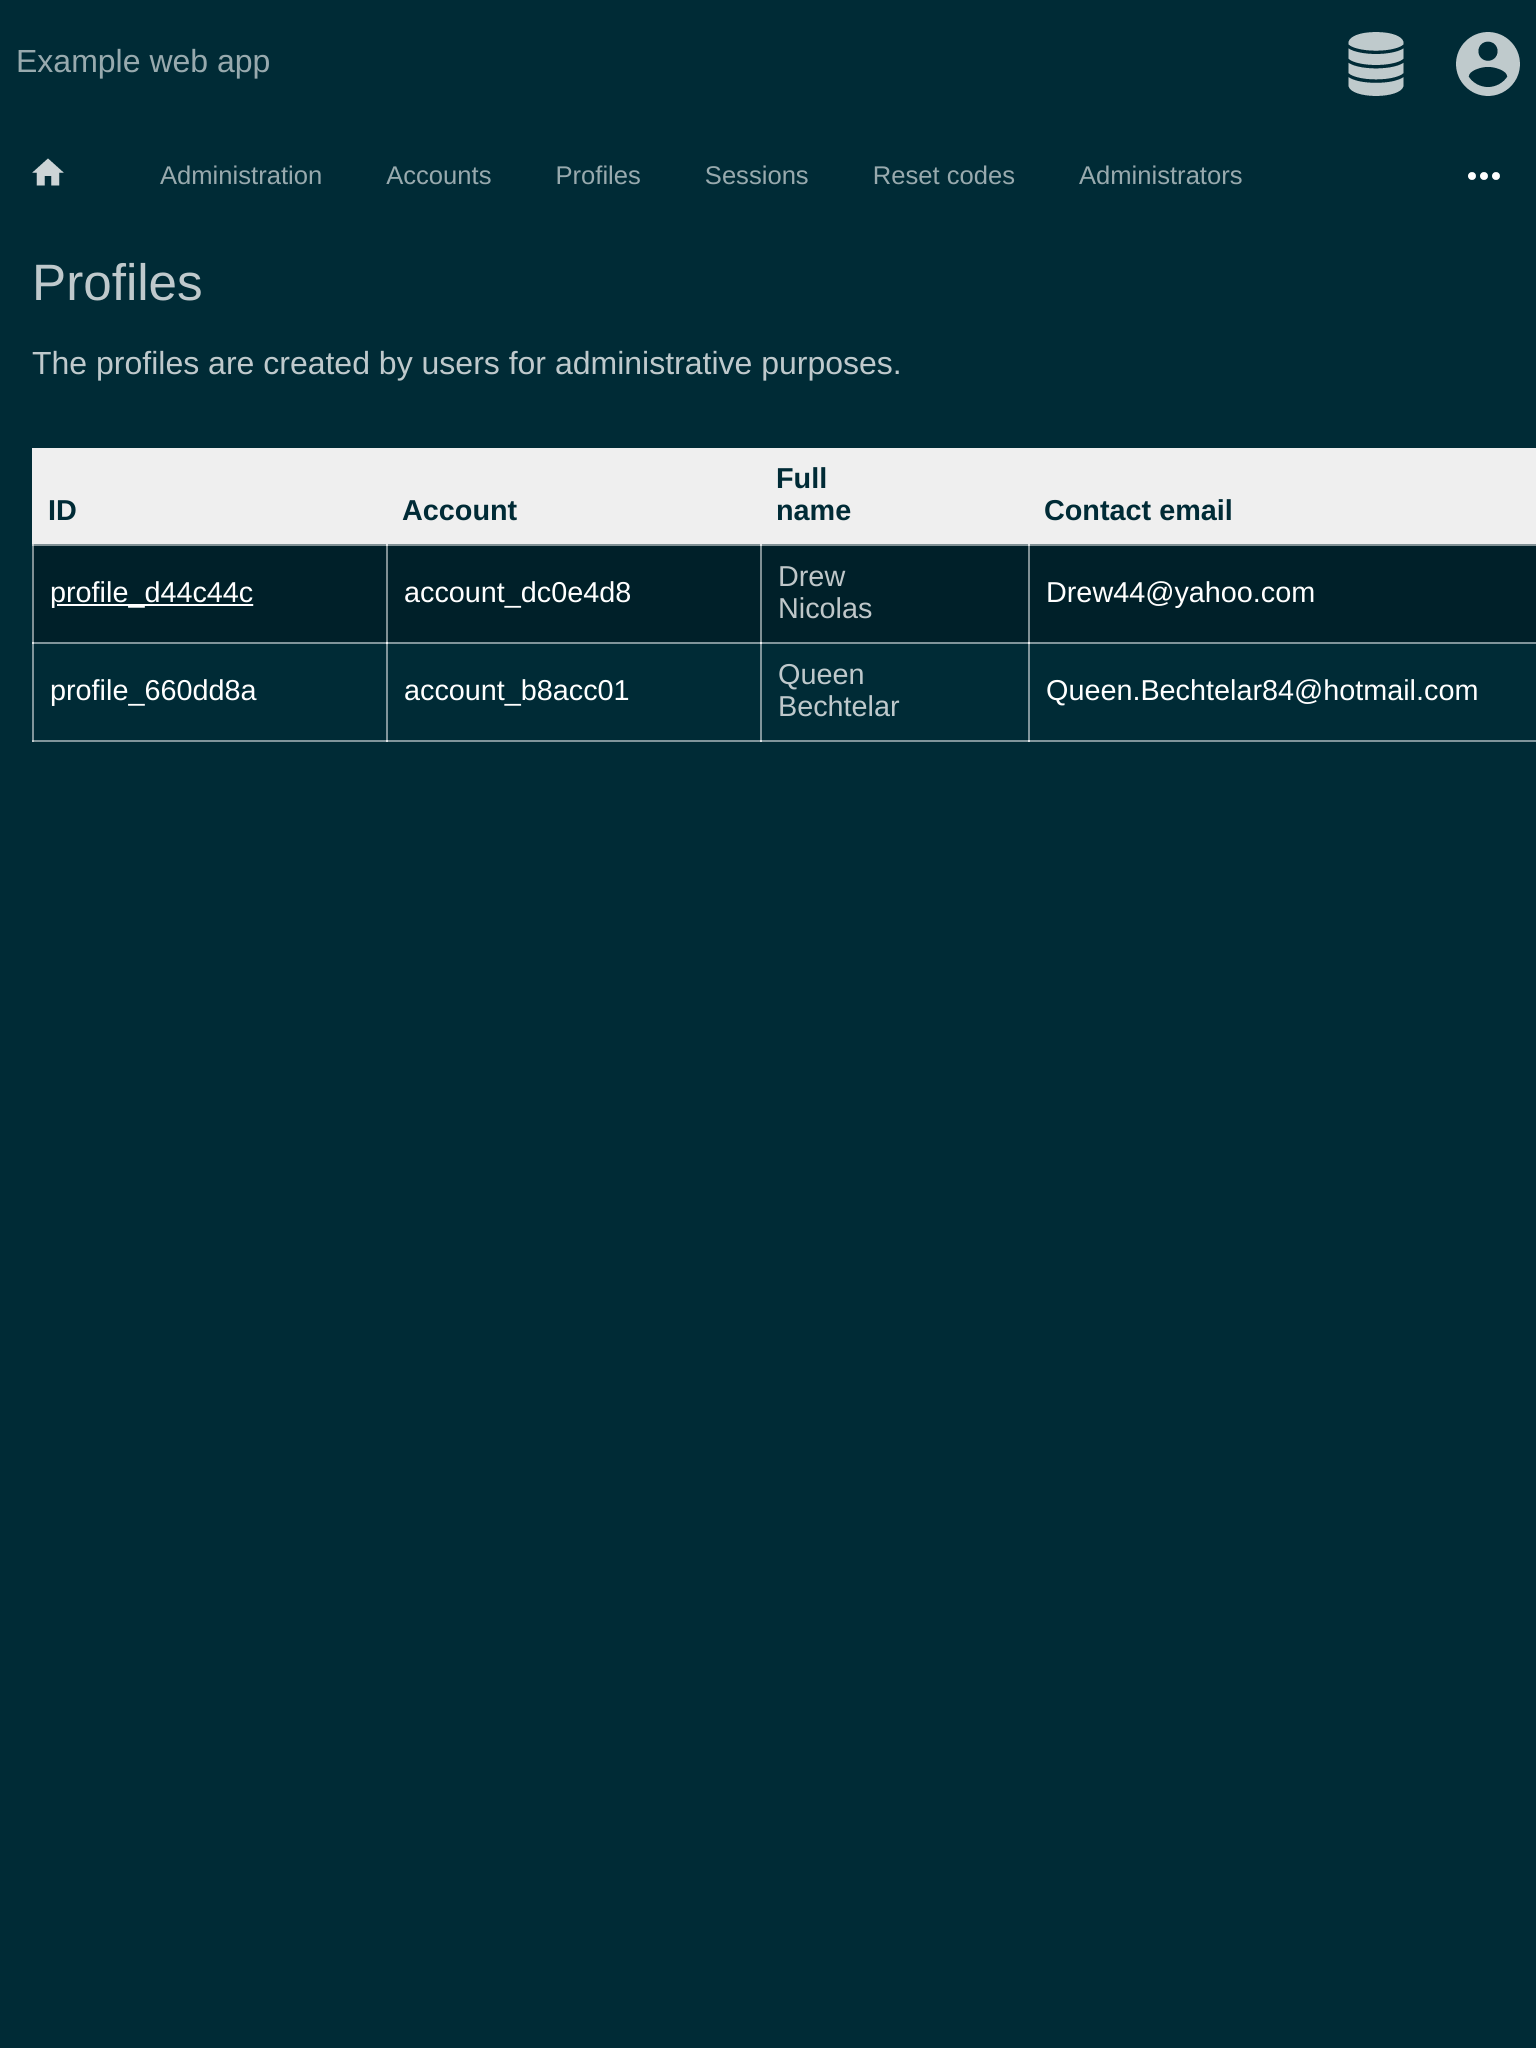 Example web app
Administration Accounts Profiles Sessions Reset codes Administrators
Profiles
The profiles are created by users for administrative purposes.
ID Account Full name Contact email
profile_d44c44c account_dc0e4d8 Drew Nicolas Drew44@yahoo.com
profile_660dd8a account_b8acc01 Queen Bechtelar Queen.Bechtelar84@hotmail.com